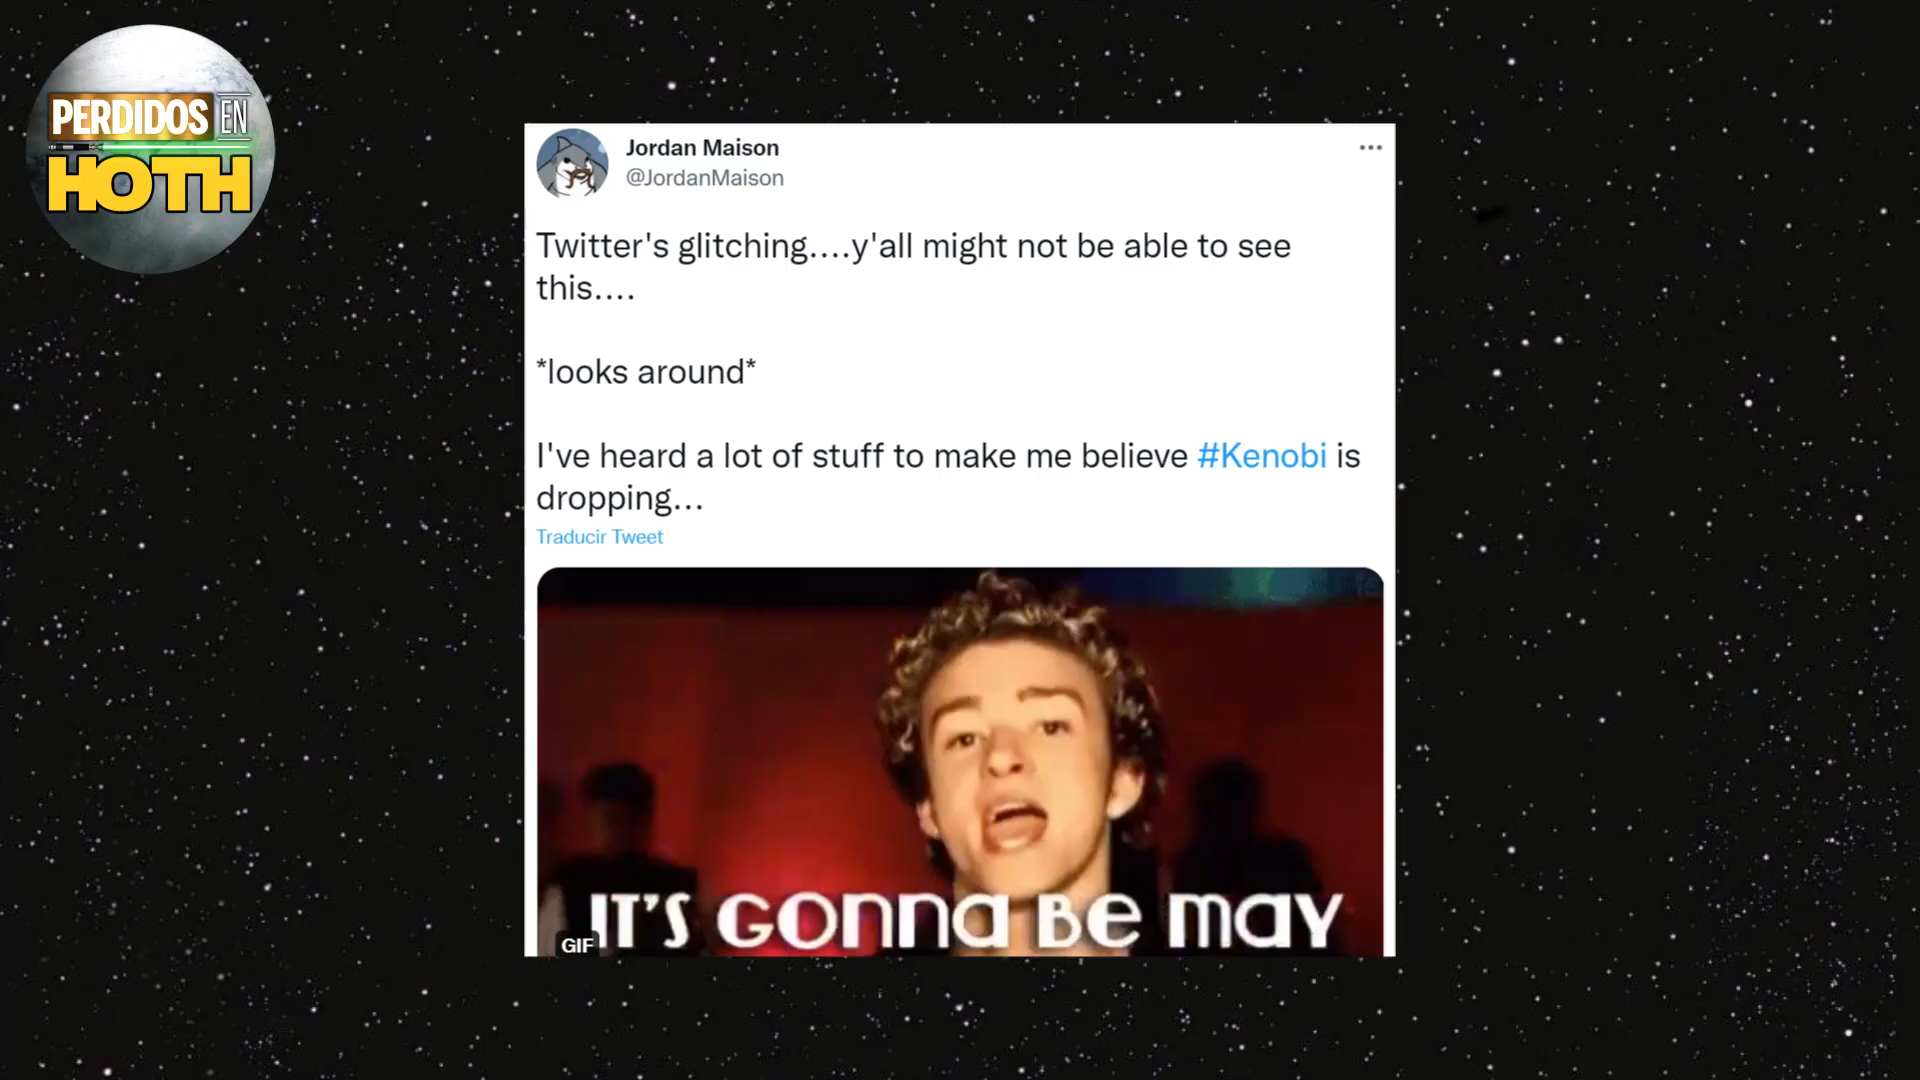 PERDIDOS EN
HOTH
Jordan Maison
@JordanMaison
Twitter's glitching....y'all might not be able to see
this....
*looks around*
I've heard a lot of stuff to make me believe #Kenobi is
dropping...
Traducir Tweet
IT'S GONNA BE MAY
GIF